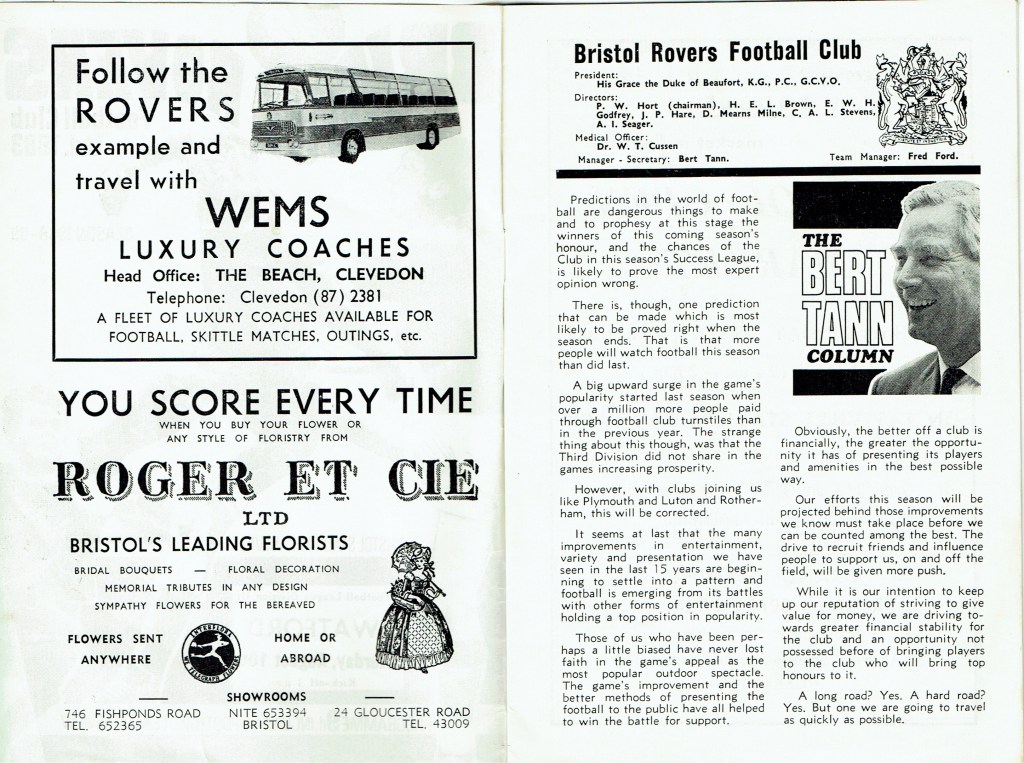 Follow the
ROVERS
example and
travel with
WEMS
LUXURY COACHES
Head Office: THE BEACH, CLEVEDON
Telephone: Clevedon (87) 2381
A FLEET OF LUXURY COACHES AVAILABLE FOR
FOOTBALL, SKITTLE MATCHES, OUTINGS, etc.
YOU SCORE EVERY TIME
WHEN YOU BUY YOUR FLOWER OR
ANY STYLE OF FLORISTRY FROM
ROGER ET CIE
LTD
BRISTOL'S LEADING FLORISTS
BRIDAL BOUQUETS — FLORAL DECORATION
MEMORIAL TRIBUTES IN ANY DESIGN
SYMPATHY FLOWERS FOR THE BEREAVED
FLOWERS SENT
ANYWHERE
INTERFLORA
HOME OR
ABROAD
SHOWROOMS
746 FISHPONDS ROAD NITE 653394 24 GLOUCESTER ROAD
TEL. 652365 BRISTOL TEL. 43009
Bristol Rovers Football Club
President:
His Grace the Duke of Beaufort, K.G., P.C., G.C.V.O.
Directors:
P. W. Hort (chairman), H. E. L. Brown, E. W. H.
Godfrey, J. P. Hare, D. Mearns Milne, C, A. L. Stevens,
A. I. Seager.
Medical Officer:
Dr. W. T. Cussen
Manager - Secretary: Bert Tann. Team Manager: Fred Ford.
Predictions in the world of foot-
ball are dangerous things to make
and to prophesy at this stage the
winners of this coming season's
honour, and the chances of the
Club in this season's Success League,
is likely to prove the most expert
opinion wrong.
There is, though, one prediction
that can be made which is most
likely to be proved right when the
season ends. That is that more
people will watch football this season
than did last.
A big upward surge in the game's
popularity started last season when
over a million more people paid
through football club turnstiles than
in the previous year. The strange
thing about this though, was that the
Third Division did not share in the
games increasing prosperity.
However, with clubs joining us
like Plymouth and Luton and Rother-
ham, this will be corrected.
It seems at last that the many
improvements in entertainment,
variety and presentation we have
seen in the last 15 years are begin-
ning to settle into a pattern and
football is emerging from its battles
with other forms of entertainment
holding a top position in popularity.
Those of us who have been per-
haps a little biased have never lost
faith in the game's appeal as the
most popular outdoor spectacle.
The game's improvement and the
better methods of presenting the
football to the public have all helped
to win the battle for support.
THE
BERT
TANN
COLUMN
Obviously, the better off a club is
financially, the greater the opportu-
nity it has of presenting its players
and amenities in the best possible
way.
Our efforts this season will be
projected behind those improvements
we know must take place before we
can be counted among the best. The
drive to recruit friends and influence
people to support us, on and off the
field, will be given more push.
While it is our intention to keep
up our reputation of striving to give
value for money, we are driving to-
wards greater financial stability for
the club and an opportunity not
possessed before of bringing players
to the club who will bring top
honours to it.
A long road? Yes. A hard road?
Yes. But one we are going to travel
as quickly as possible.